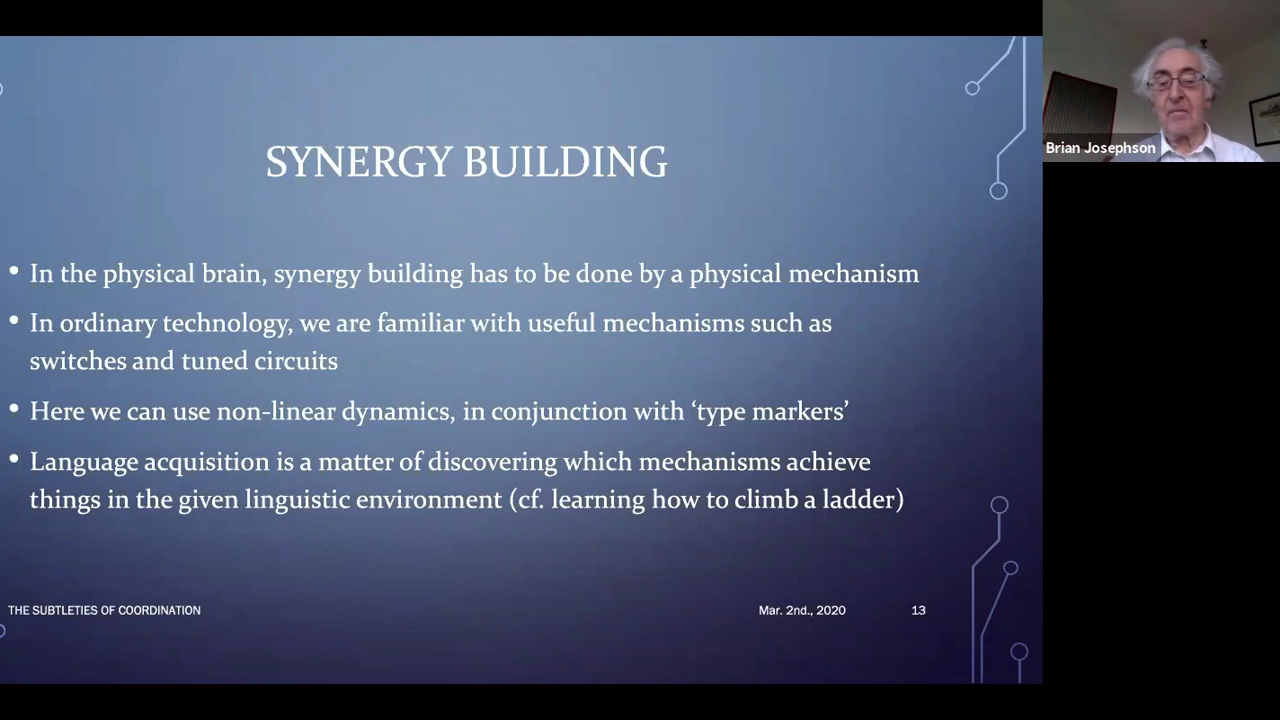 SYNERGY BUILDING
• In the physical brain, synergy building has to be done by a physical mechanism
• In ordinary technology, we are familiar with useful mechanisms such as
switches and tuned circuits
• Here we can use non-linear dynamics, in conjunction with ‘type markers’
• Language acquisition is a matter of discovering which mechanisms achieve
things in the given linguistic environment (cf. learning how to climb a ladder)
THE SUBTLETIES OF COORDINATION
Mar. 2nd., 2020
13
Brian Josephson